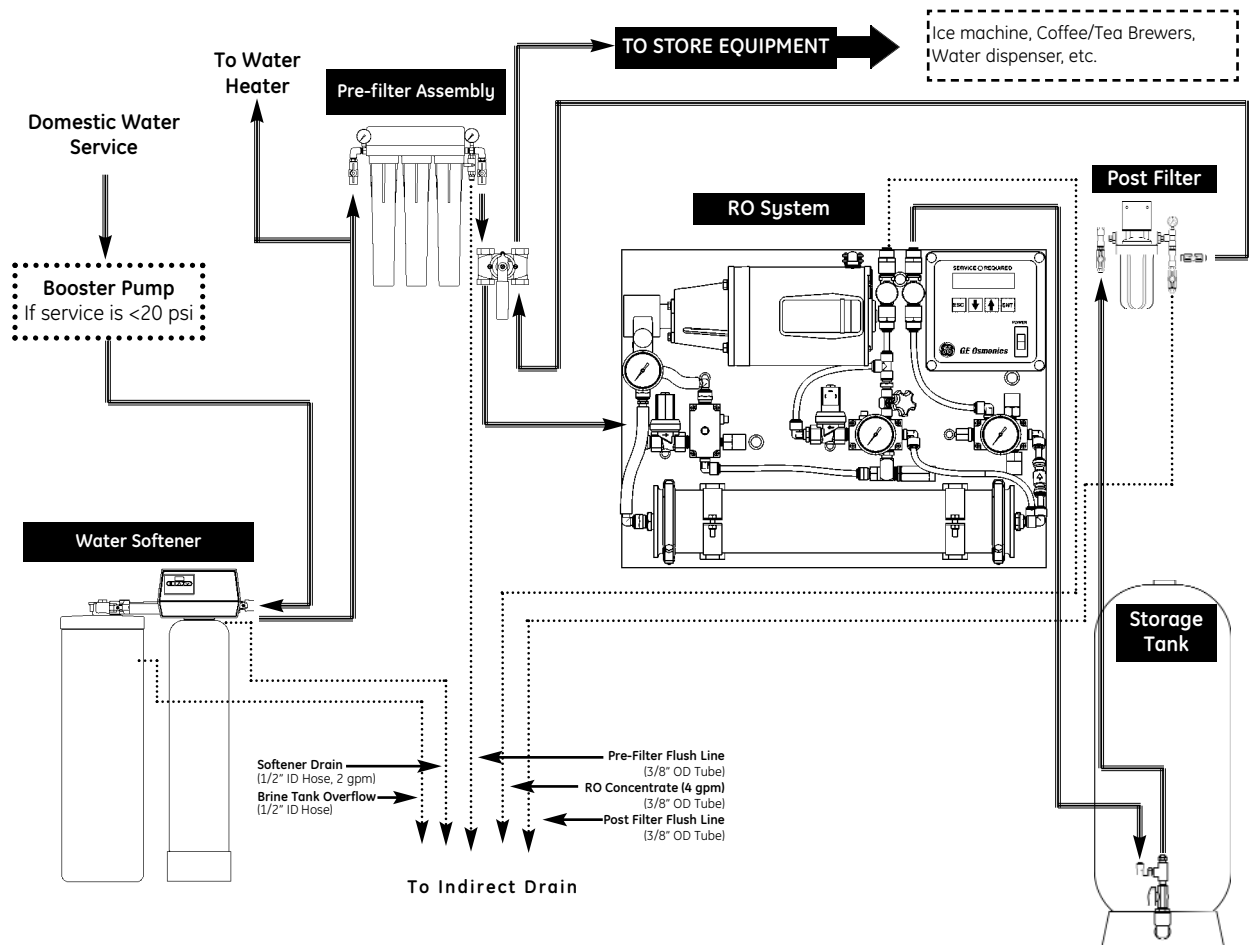 TO STORE EQUIPMENT
Ice machine, Coffee/Tea Brewers,
Water dispenser, etc.
To Water
Heater
Pre-filter Assembly
Domestic Water
Service
Post Filter
RO System
SERVICE REQUIRED
ESC
ENT
POWER
GE Osmonics
Booster Pump
If service is <20 psi
Water Softener
Storage
Tank
Softener Drain
(1/2" ID Hose, 2 gpm)
Brine Tank Overflow
(1/2" ID Hose)
Pre-Filter Flush Line
(3/8" OD Tube)
RO Concentrate (4 gpm)
(3/8" OD Tube)
Post Filter Flush Line
(3/8" OD Tube)
To Indirect Drain